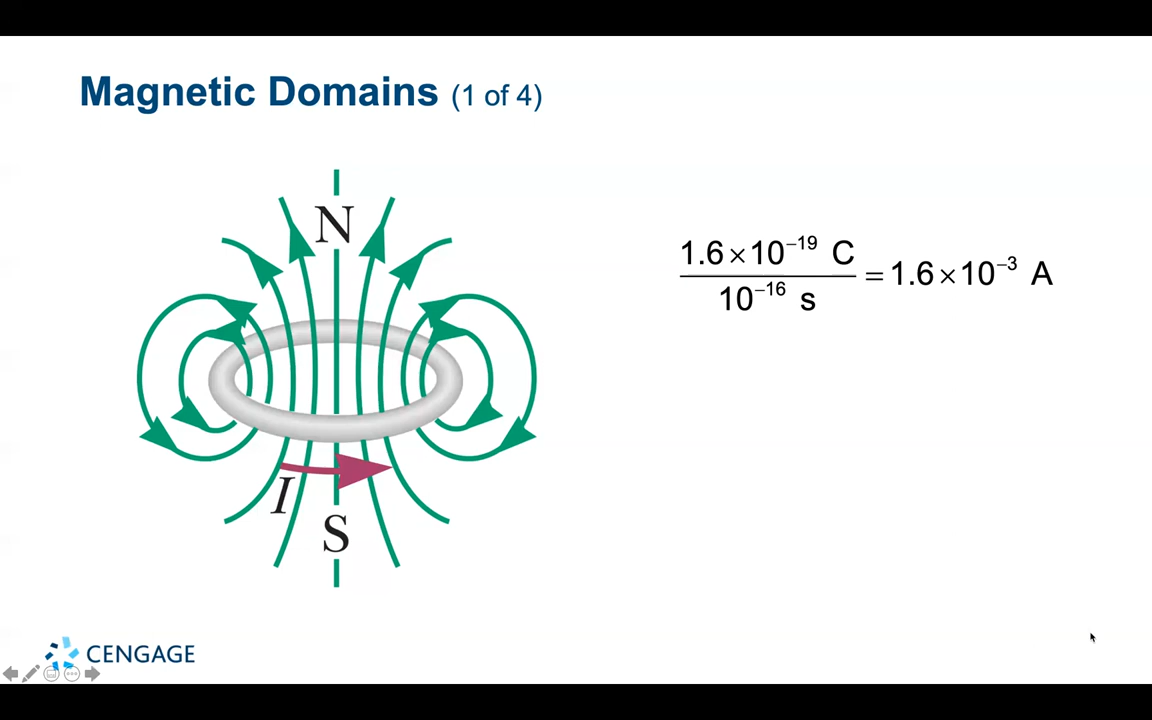 Magnetic Domains (1 of 4)
N
1.6×10⁻¹⁹ C
10⁻¹⁶ s
= 1.6×10⁻³ A
I
S
CENGAGE